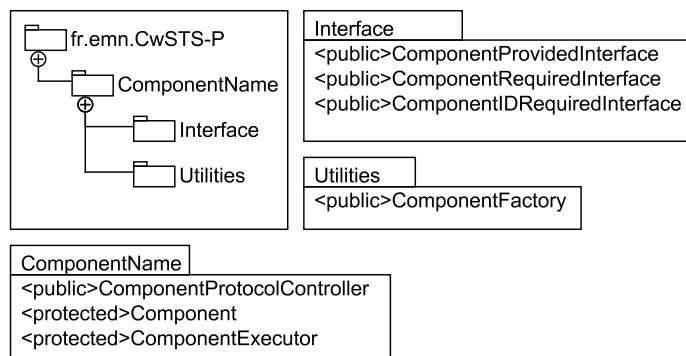 fr.emn.CwSTS-P
ComponentName
Interface
Utilities
Interface
<public>ComponentProvidedInterface
<public>ComponentRequiredInterface
<public>ComponentIDRequiredInterface
Utilities
<public>ComponentFactory
ComponentName
<public>ComponentProtocolController
<protected>Component
<protected>ComponentExecutor